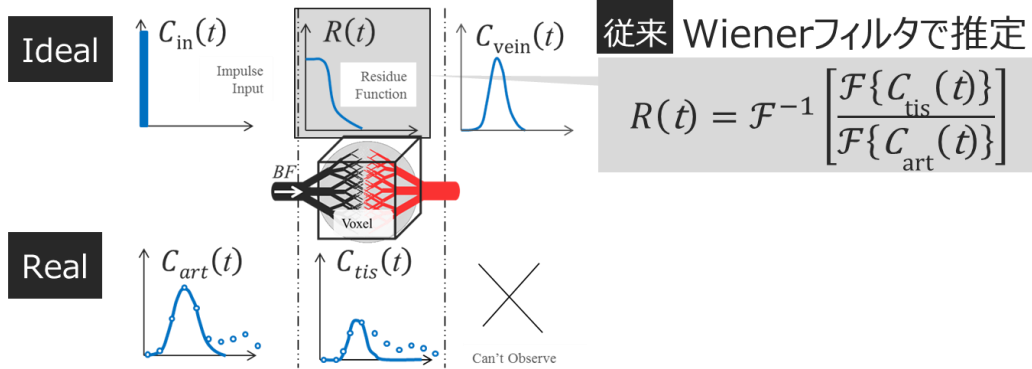 Ideal
C_in(t)
Impulse
Input
R(t)
Residue
Function
C_vein(t)
従来 Wienerフィルタで推定
R(t) = ℱ⁻¹ [ ℱ{C_tis(t)} / ℱ{C_art(t)} ]
BF
Voxel
Real
C_art(t)
C_tis(t)
Can't Observe